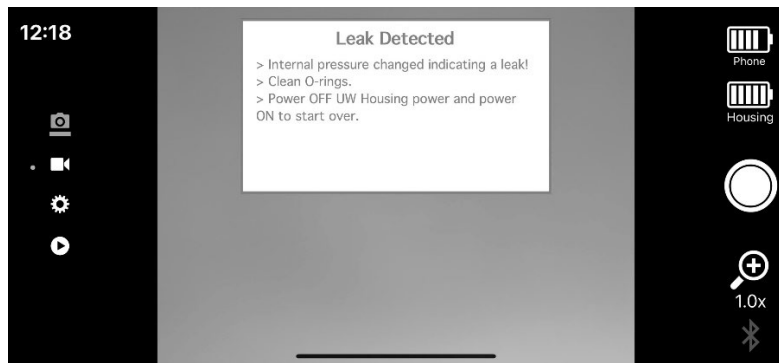 12:18
Leak Detected
> Internal pressure changed indicating a leak!
> Clean O-rings.
> Power OFF UW Housing power and power
ON to start over.
Phone
Housing
1.0x